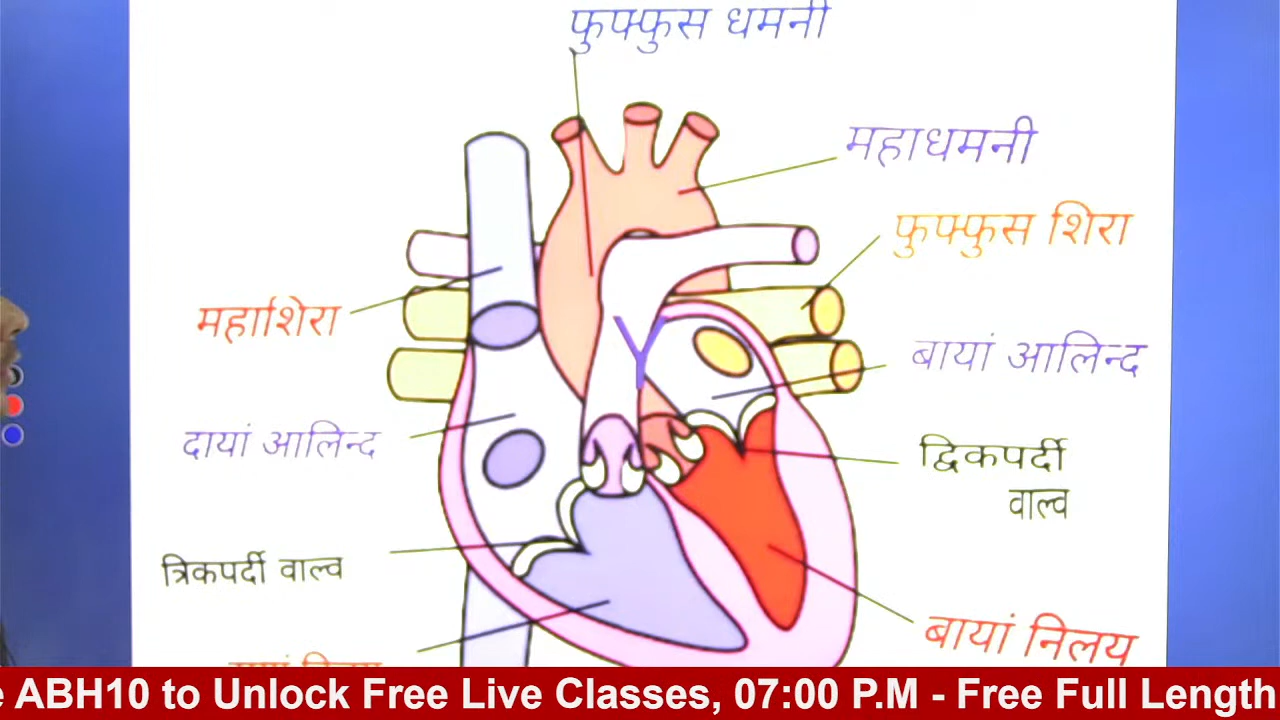 फुफ्फुस धमनी
महाधमनी
फुफ्फुस शिरा
महाशिरा
बायां आलिन्द
दायां आलिन्द
द्विकपर्दी
वाल्व
त्रिकपर्दी वाल्व
बायां निलय
Y
ABH10 to Unlock Free Live Classes, 07:00 P.M - Free Full Length